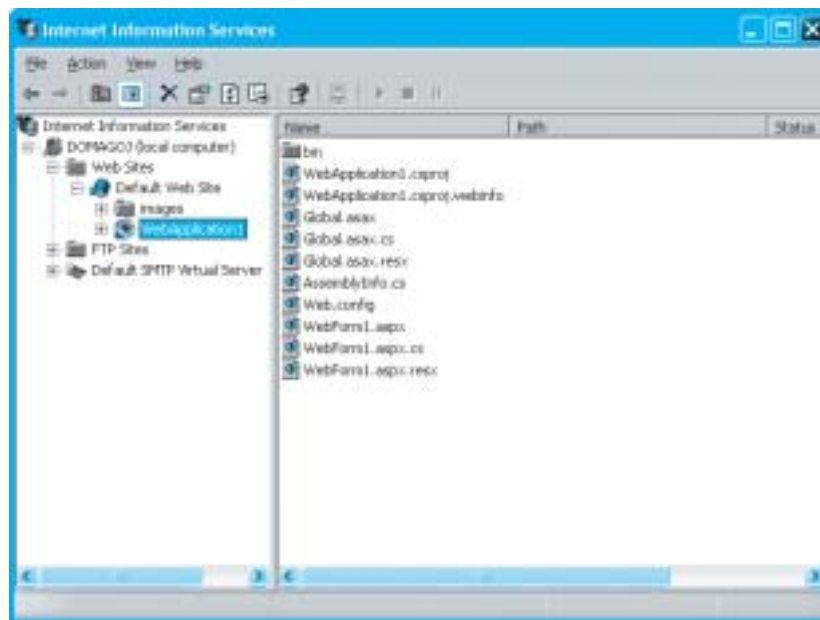 Internet Information Services
File Action View Help
Internet Information Services
DOMAGOJ (local computer)
Web Sites
Default Web Site
images
WebApplication1
FTP Sites
Default SMTP Virtual Server
Name Path Status
bin
WebApplication1.csproj
WebApplication1.csproj.webinfo
Global.asax
Global.asax.cs
Global.asax.resx
AssemblyInfo.cs
Web.config
WebForm1.aspx
WebForm1.aspx.cs
WebForm1.aspx.resx